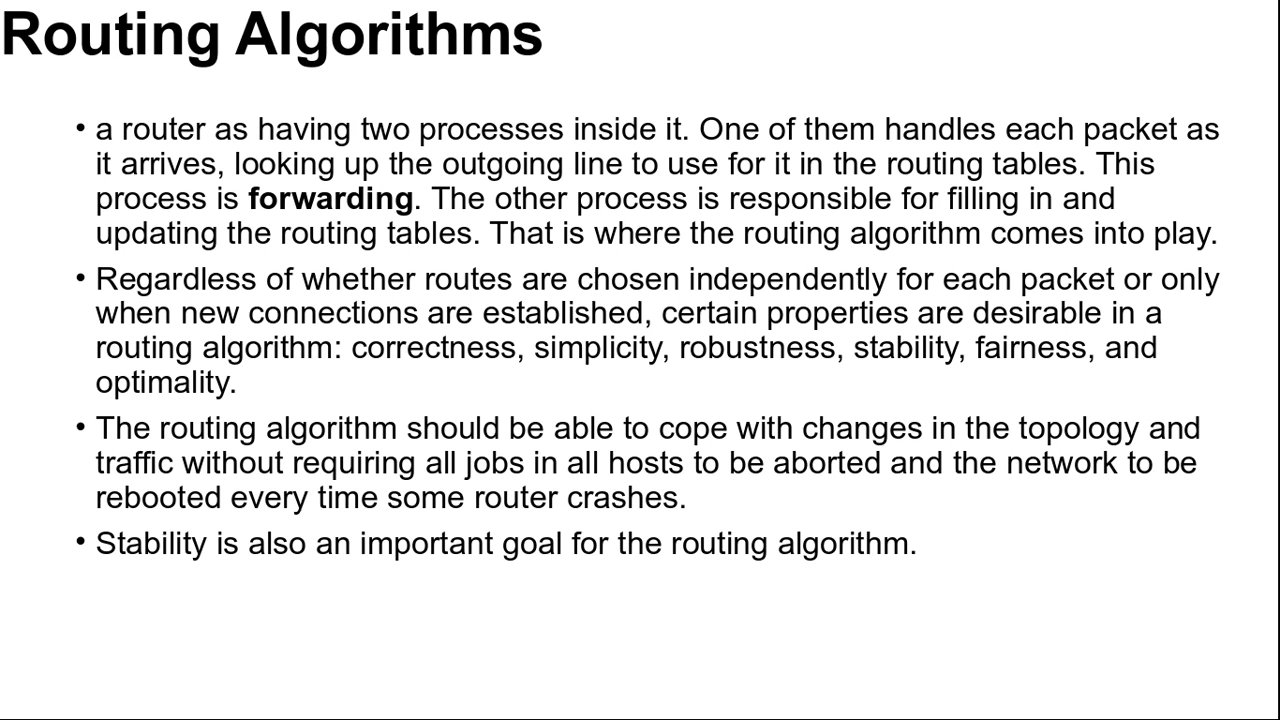 Routing Algorithms
• a router as having two processes inside it. One of them handles each packet as
it arrives, looking up the outgoing line to use for it in the routing tables. This
process is forwarding. The other process is responsible for filling in and
updating the routing tables. That is where the routing algorithm comes into play.
• Regardless of whether routes are chosen independently for each packet or only
when new connections are established, certain properties are desirable in a
routing algorithm: correctness, simplicity, robustness, stability, fairness, and
optimality.
• The routing algorithm should be able to cope with changes in the topology and
traffic without requiring all jobs in all hosts to be aborted and the network to be
rebooted every time some router crashes.
• Stability is also an important goal for the routing algorithm.